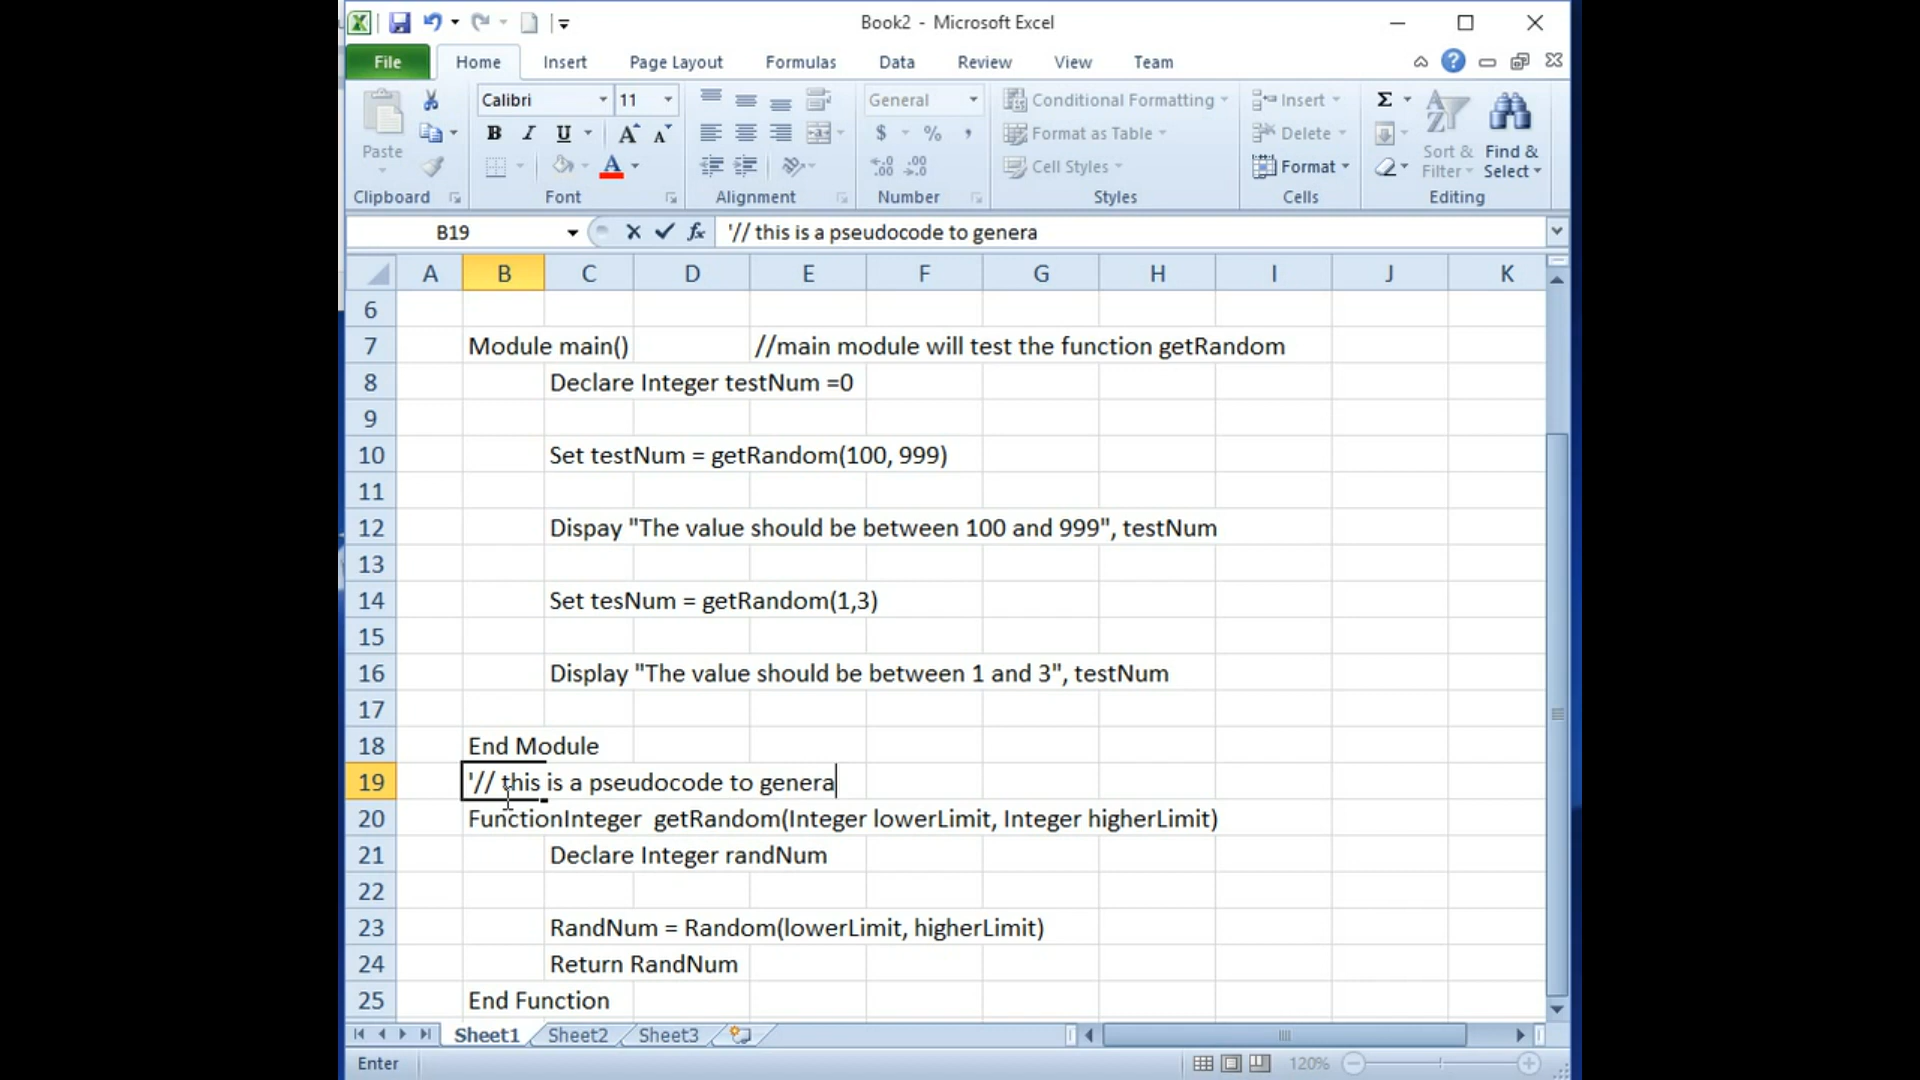 Book2 - Microsoft Excel
File Home Insert Page Layout Formulas Data Review View Team
Calibri 11 General Conditional Formatting Insert Σ
B I U A A $ % , Format as Table Delete
Paste A Cell Styles Format Sort & Filter Find & Select
Clipboard Font Alignment Number Styles Cells Editing
B19 fx '// this is a pseudocode to genera
A B C D E F G H I J K
6
7 Module main() //main module will test the function getRandom
8 Declare Integer testNum =0
9
10 Set testNum = getRandom(100, 999)
11
12 Dispay "The value should be between 100 and 999", testNum
13
14 Set tesNum = getRandom(1,3)
15
16 Display "The value should be between 1 and 3", testNum
17
18 End Module
19 '// this is a pseudocode to genera
20 FunctionInteger  getRandom(Integer lowerLimit, Integer higherLimit)
21 Declare Integer randNum
22
23 RandNum = Random(lowerLimit, higherLimit)
24 Return RandNum
25 End Function
Sheet1 Sheet2 Sheet3
Enter 120%